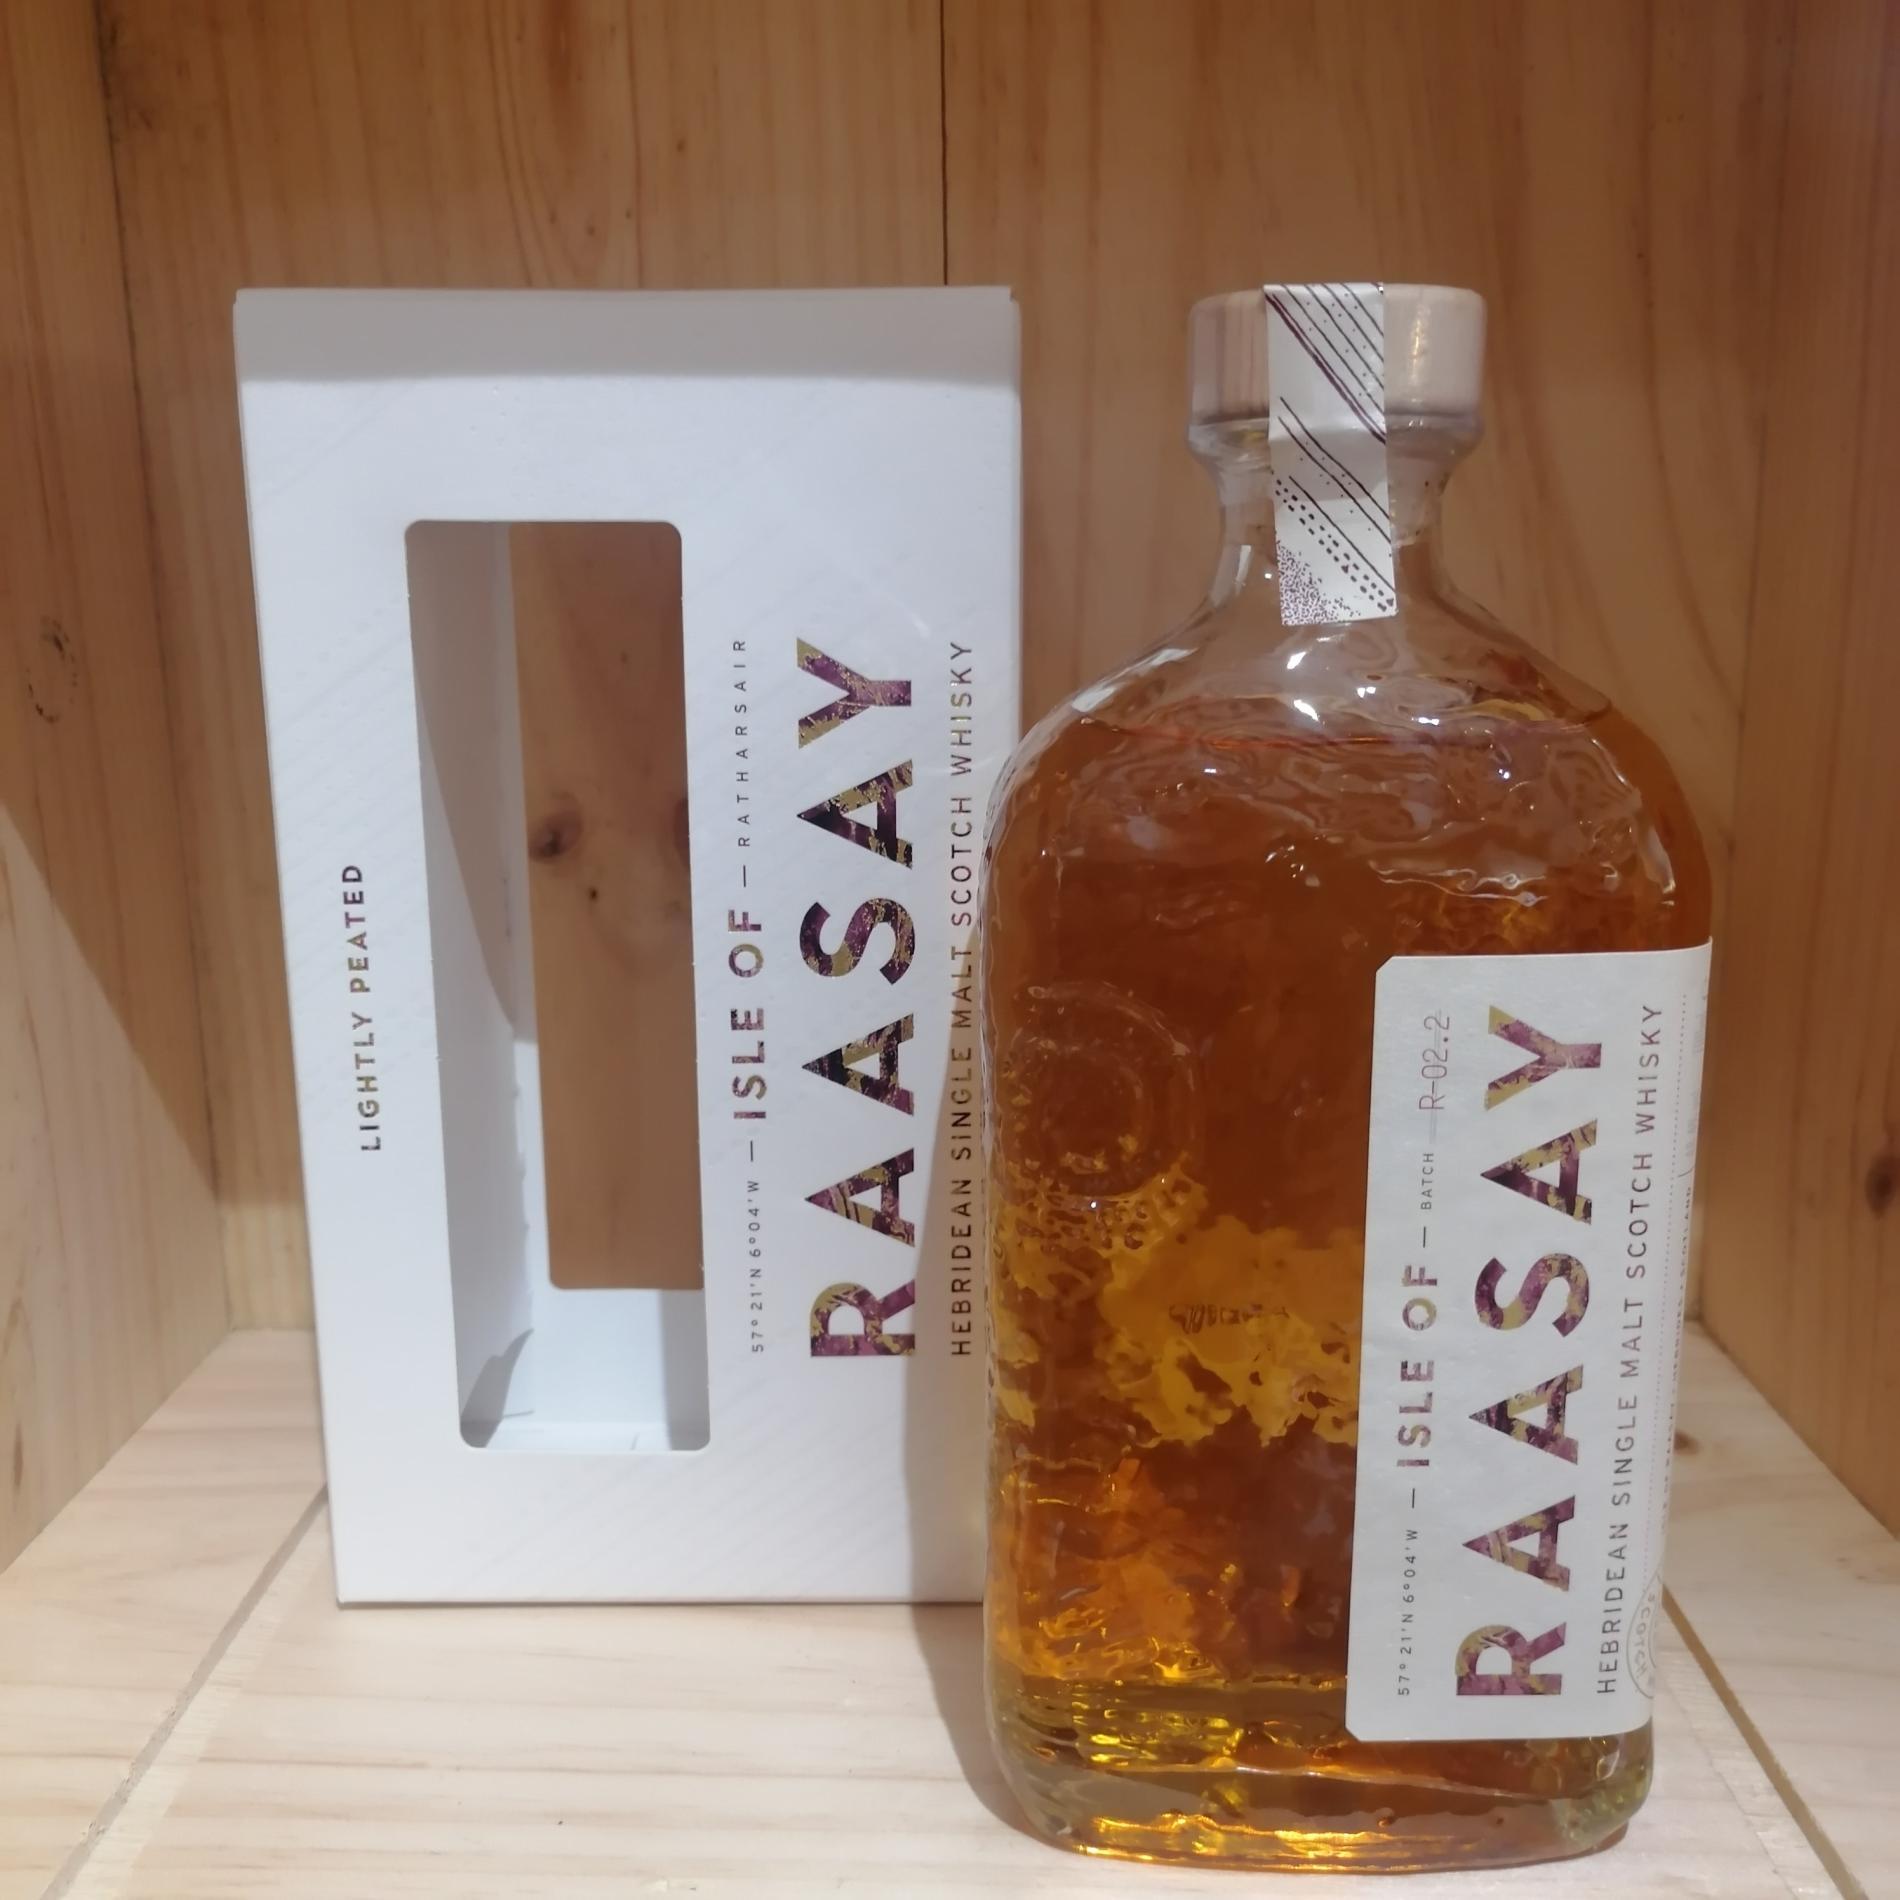 LIGHTLY PEATED
57° 21'N 6°04'W — ISLE OF — RATHARSAIR
RAASAY
HEBRIDEAN SINGLE MALT SCOTCH WHISKY
57° 21'N 6°04'W — ISLE OF — BATCH R-02.2
RAASAY
HEBRIDEAN SINGLE MALT SCOTCH WHISKY
SCOTCH